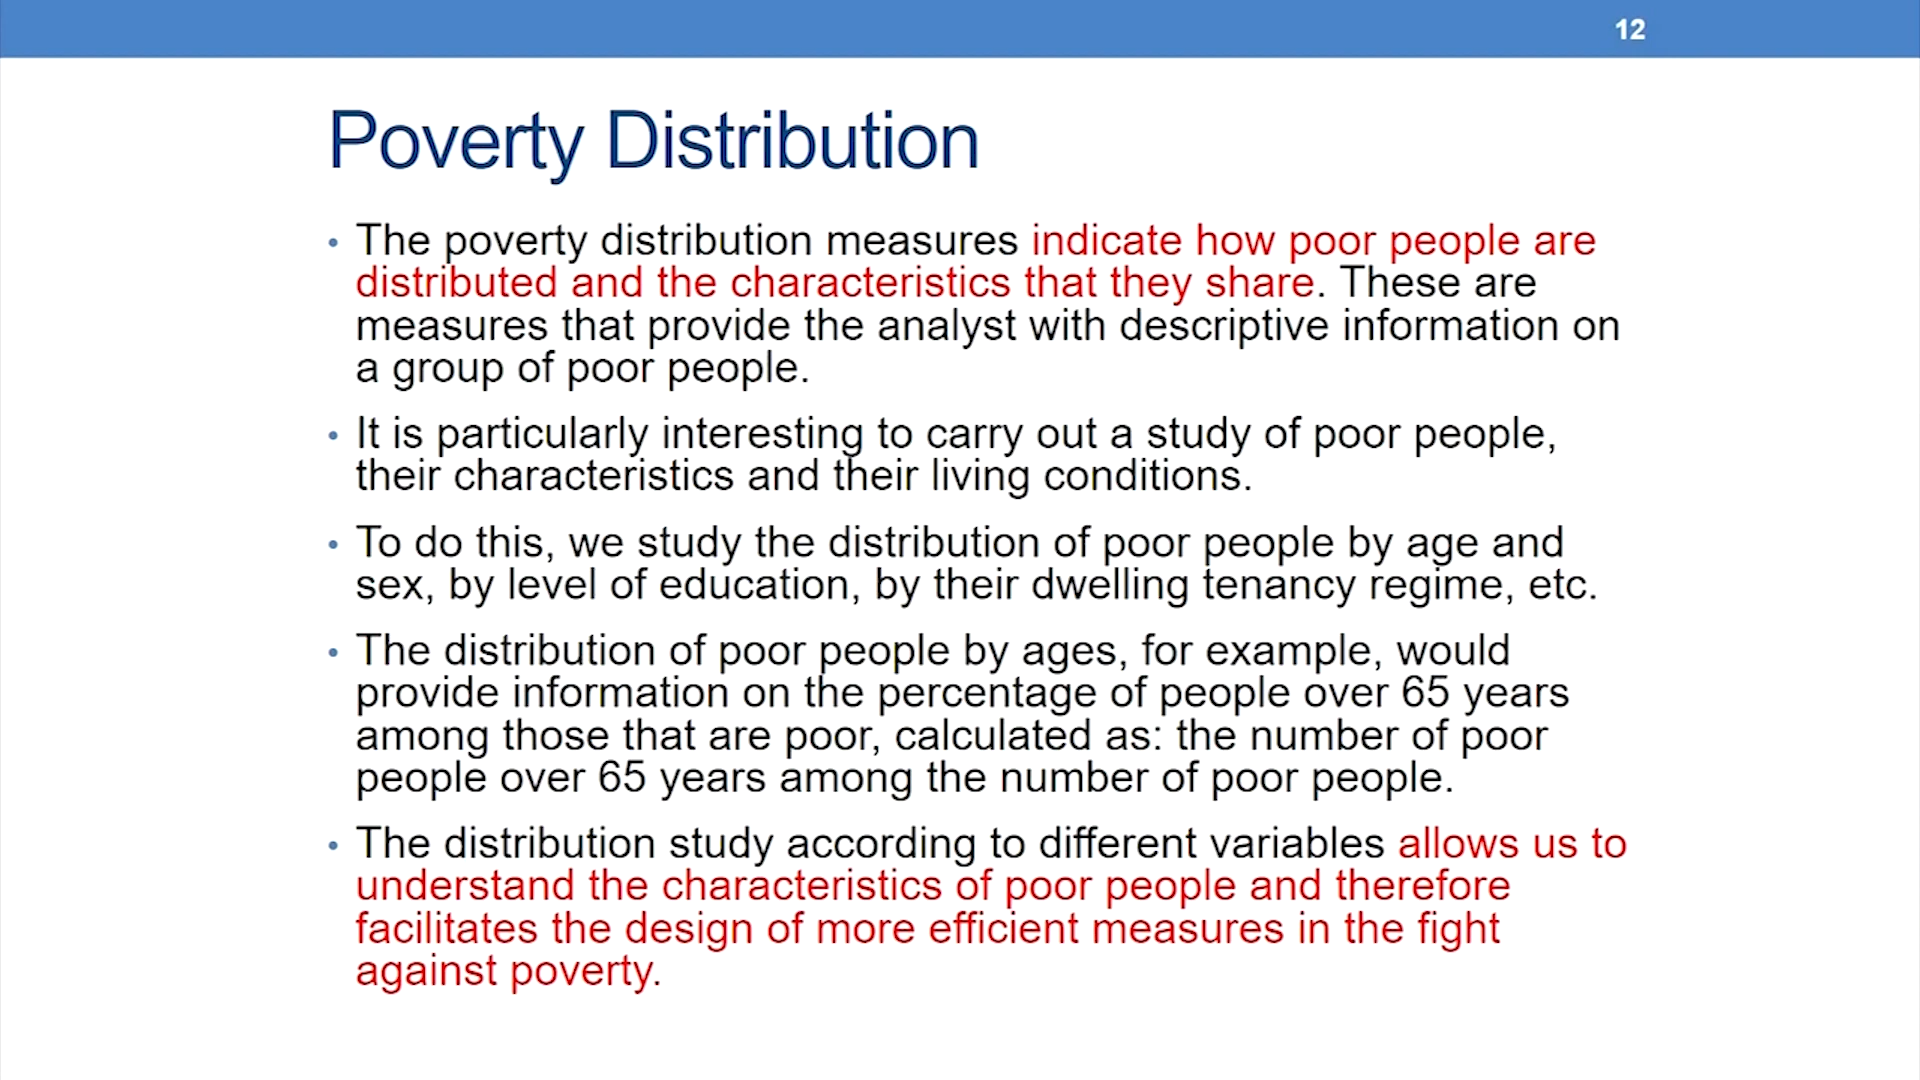 12
Poverty Distribution
• The poverty distribution measures indicate how poor people are
distributed and the characteristics that they share. These are
measures that provide the analyst with descriptive information on
a group of poor people.
• It is particularly interesting to carry out a study of poor people,
their characteristics and their living conditions.
• To do this, we study the distribution of poor people by age and
sex, by level of education, by their dwelling tenancy regime, etc.
• The distribution of poor people by ages, for example, would
provide information on the percentage of people over 65 years
among those that are poor, calculated as: the number of poor
people over 65 years among the number of poor people.
• The distribution study according to different variables allows us to
understand the characteristics of poor people and therefore
facilitates the design of more efficient measures in the fight
against poverty.